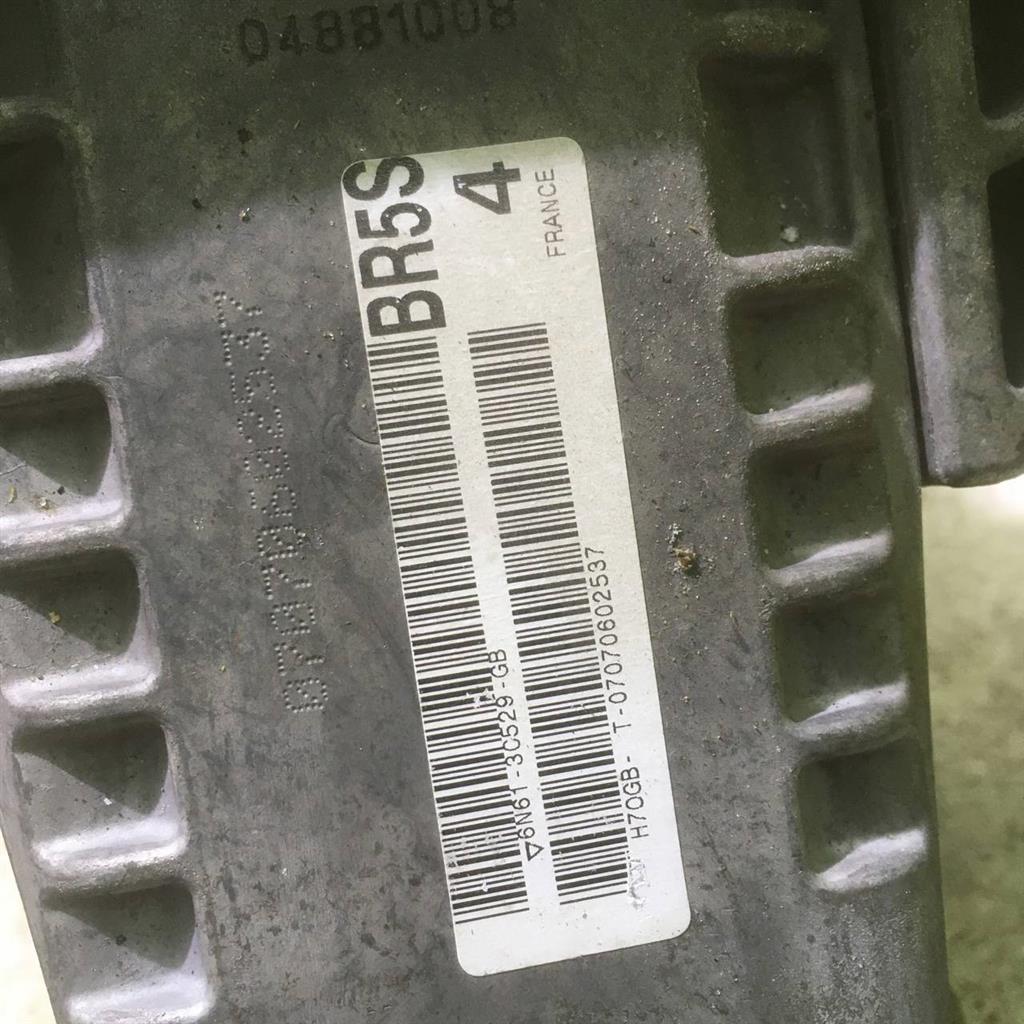 04881008
BR5S
4
FRANCE
▽6N61-3C529-GB
H7OGB- T-07070602537
07070602537